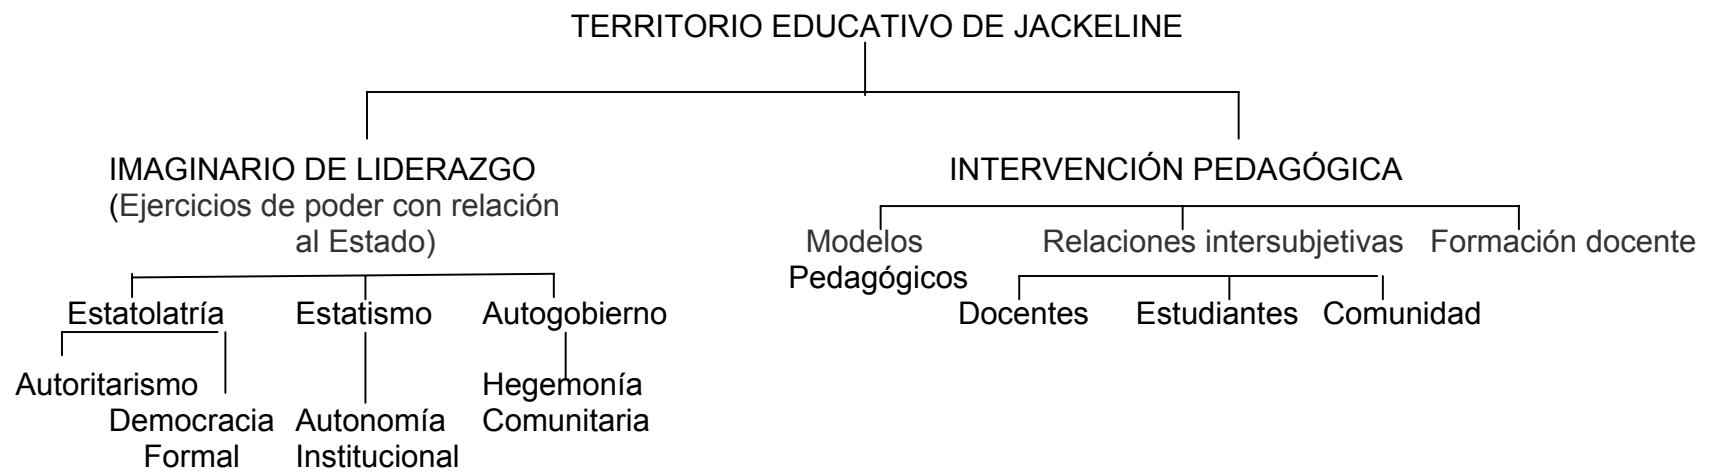 TERRITORIO EDUCATIVO DE JACKELINE
IMAGINARIO DE LIDERAZGO
(Ejercicios de poder con relación
al Estado)
INTERVENCIÓN PEDAGÓGICA
Modelos
Pedagógicos
Relaciones intersubjetivas
Formación docente
Estatolatría
Estatismo
Autogobierno
Docentes
Estudiantes
Comunidad
Autoritarismo
Democracia
Formal
Autonomía
Institucional
Hegemonía
Comunitaria